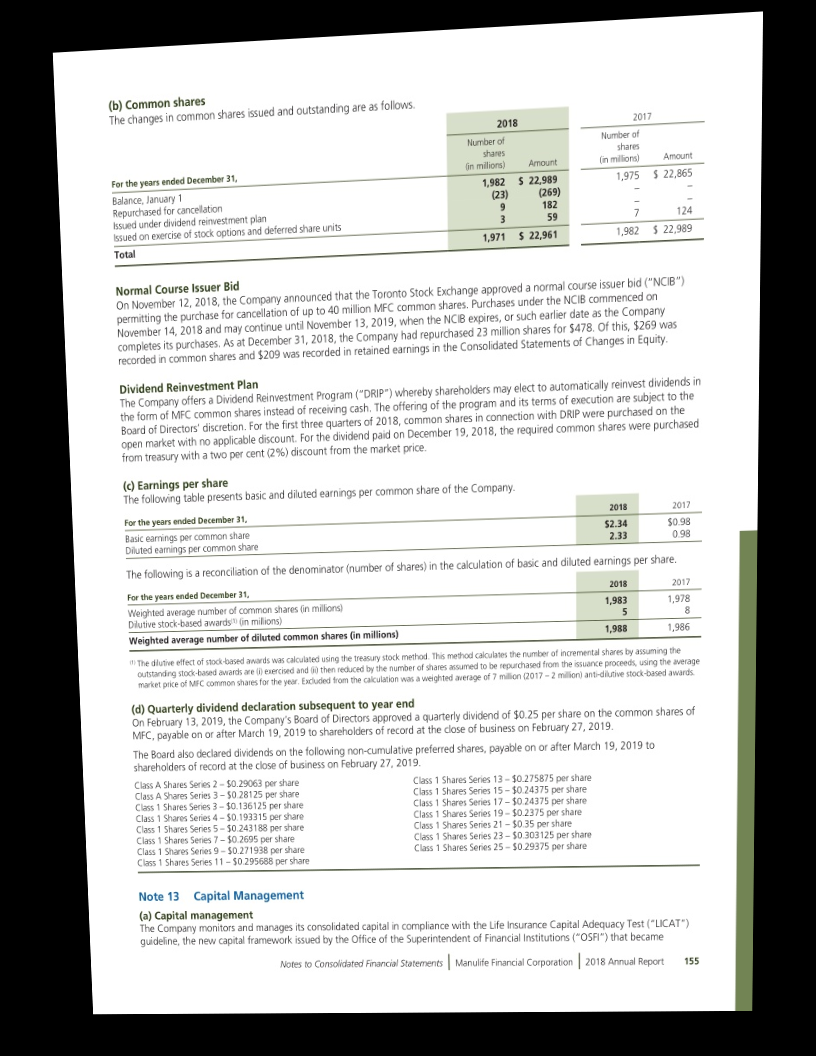 (b) Common shares
The changes in common shares issued and outstanding are as follows.
2018 2017
Number of Number of
shares shares
(in millions) Amount (in millions) Amount
For the years ended December 31,
Balance, January 1 1,982 $ 22,989 1,975 $ 22,865
Repurchased for cancellation (23) (269) – –
Issued under dividend reinvestment plan 9 182 – –
Issued on exercise of stock options and deferred share units 3 59 7 124
Total 1,971 $ 22,961 1,982 $ 22,989
Normal Course Issuer Bid
On November 12, 2018, the Company announced that the Toronto Stock Exchange approved a normal course issuer bid (“NCIB”)
permitting the purchase for cancellation of up to 40 million MFC common shares. Purchases under the NCIB commenced on
November 14, 2018 and may continue until November 13, 2019, when the NCIB expires, or such earlier date as the Company
completes its purchases. As at December 31, 2018, the Company had repurchased 23 million shares for $478. Of this, $269 was
recorded in common shares and $209 was recorded in retained earnings in the Consolidated Statements of Changes in Equity.
Dividend Reinvestment Plan
The Company offers a Dividend Reinvestment Program (“DRIP”) whereby shareholders may elect to automatically reinvest dividends in
the form of MFC common shares instead of receiving cash. The offering of the program and its terms of execution are subject to the
Board of Directors’ discretion. For the first three quarters of 2018, common shares in connection with DRIP were purchased on the
open market with no applicable discount. For the dividend paid on December 19, 2018, the required common shares were purchased
from treasury with a two per cent (2%) discount from the market price.
(c) Earnings per share
The following table presents basic and diluted earnings per common share of the Company.
For the years ended December 31, 2018 2017
Basic earnings per common share $2.34 $0.98
Diluted earnings per common share 2.33 0.98
The following is a reconciliation of the denominator (number of shares) in the calculation of basic and diluted earnings per share.
For the years ended December 31, 2018 2017
Weighted average number of common shares (in millions) 1,983 1,978
Dilutive stock-based awards(1) (in millions) 5 8
Weighted average number of diluted common shares (in millions) 1,988 1,986
(1) The dilutive effect of stock-based awards was calculated using the treasury stock method. This method calculates the number of incremental shares by assuming the
outstanding stock-based awards are (i) exercised and (ii) then reduced by the number of shares assumed to be repurchased from the issuance proceeds, using the average
market price of MFC common shares for the year. Excluded from the calculation was a weighted average of 7 million (2017 – 2 million) anti-dilutive stock-based awards.
(d) Quarterly dividend declaration subsequent to year end
On February 13, 2019, the Company’s Board of Directors approved a quarterly dividend of $0.25 per share on the common shares of
MFC, payable on or after March 19, 2019 to shareholders of record at the close of business on February 27, 2019.
The Board also declared dividends on the following non-cumulative preferred shares, payable on or after March 19, 2019 to
shareholders of record at the close of business on February 27, 2019.
Class A Shares Series 2 – $0.29063 per share
Class A Shares Series 3 – $0.28125 per share
Class 1 Shares Series 3 – $0.136125 per share
Class 1 Shares Series 4 – $0.193315 per share
Class 1 Shares Series 5 – $0.243188 per share
Class 1 Shares Series 7 – $0.2695 per share
Class 1 Shares Series 9 – $0.271938 per share
Class 1 Shares Series 11 – $0.295688 per share
Class 1 Shares Series 13 – $0.275875 per share
Class 1 Shares Series 15 – $0.24375 per share
Class 1 Shares Series 17 – $0.24375 per share
Class 1 Shares Series 19 – $0.2375 per share
Class 1 Shares Series 21 – $0.35 per share
Class 1 Shares Series 23 – $0.303125 per share
Class 1 Shares Series 25 – $0.29375 per share
Note 13 Capital Management
(a) Capital management
The Company monitors and manages its consolidated capital in compliance with the Life Insurance Capital Adequacy Test (“LICAT”)
guideline, the new capital framework issued by the Office of the Superintendent of Financial Institutions (“OSFI”) that became
Notes to Consolidated Financial Statements | Manulife Financial Corporation | 2018 Annual Report 155